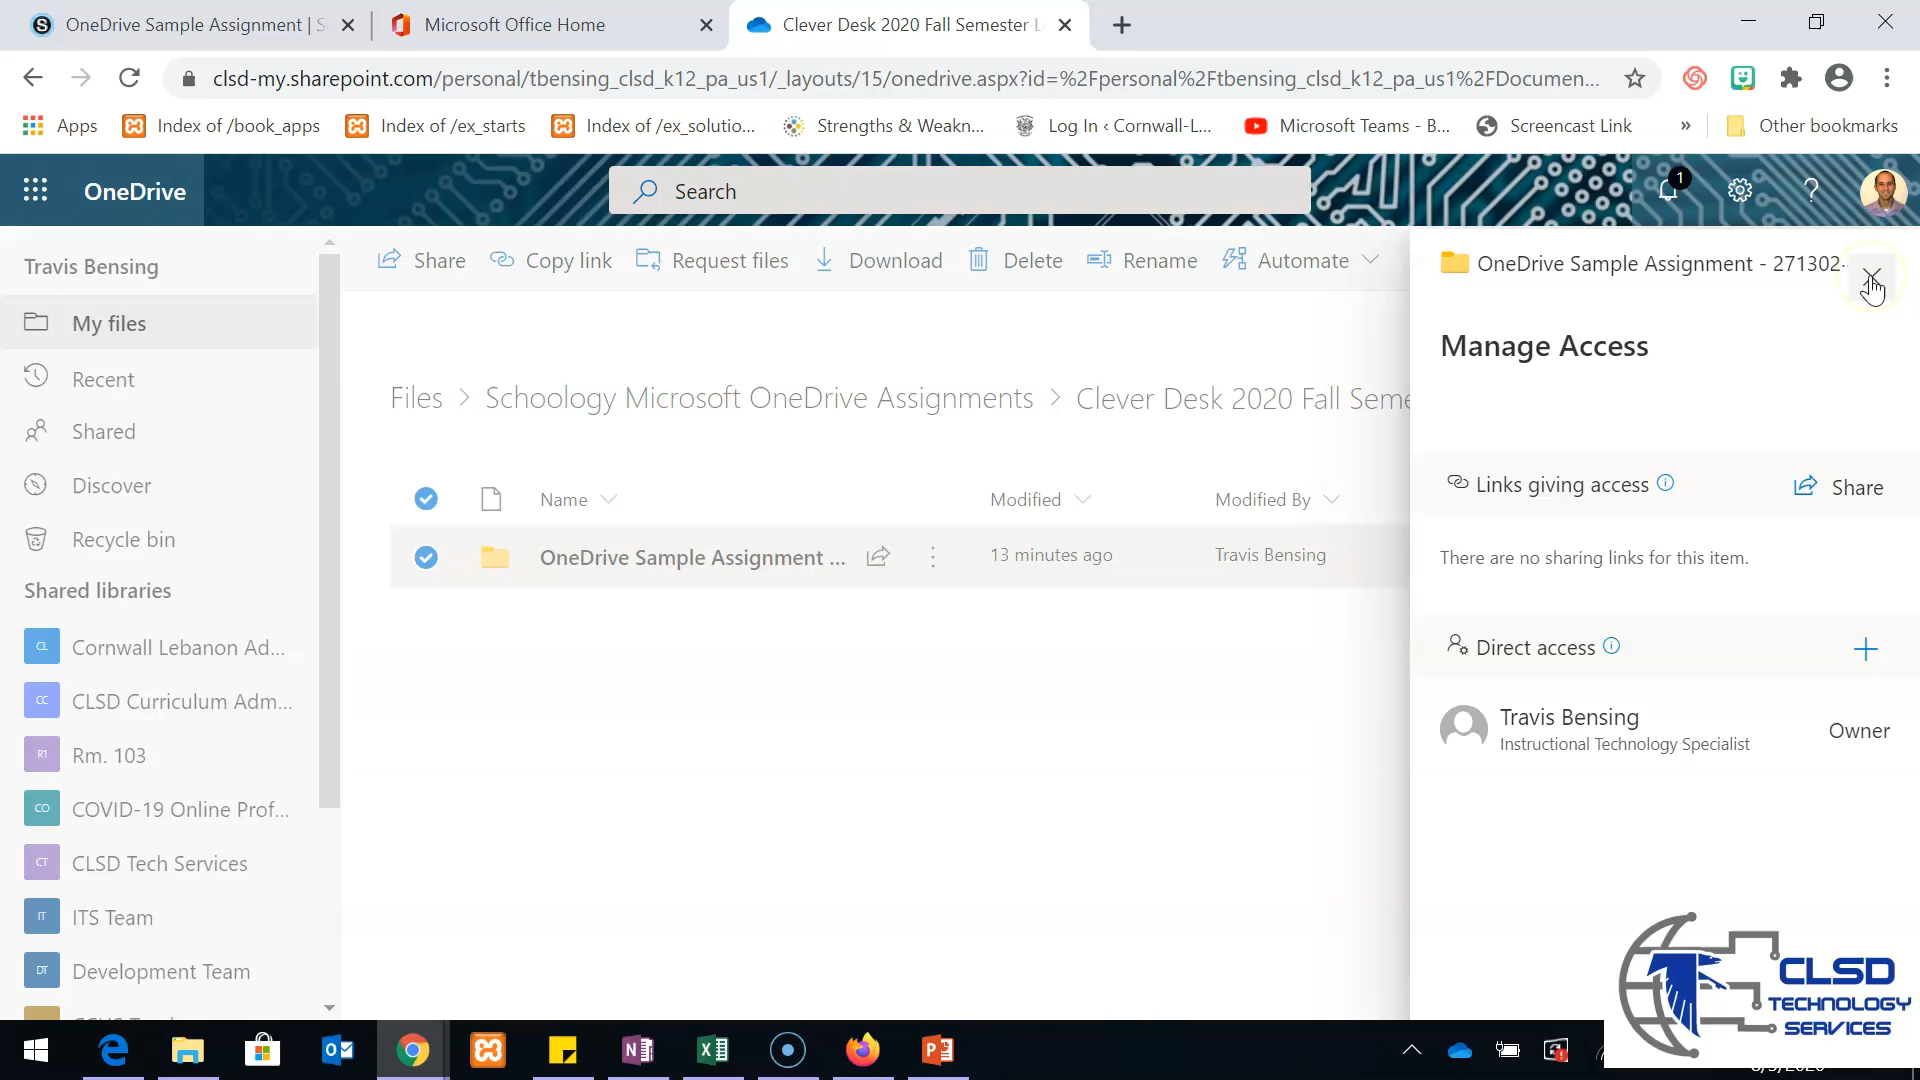 OneDrive Sample Assignment | S
Microsoft Office Home
Clever Desk 2020 Fall Semester L
clsd-my.sharepoint.com/personal/tbensing_clsd_k12_pa_us1/_layouts/15/onedrive.aspx?id=%2Fpersonal%2Ftbensing_clsd_k12_pa_us1%2FDocumen...
Apps
Index of /book_apps
Index of /ex_starts
Index of /ex_solutio...
Strengths & Weakn...
Log In ‹ Cornwall-L...
Microsoft Teams - B...
Screencast Link
»
Other bookmarks
OneDrive
Search
1
Travis Bensing
My files
Recent
Shared
Discover
Recycle bin
Shared libraries
CL Cornwall Lebanon Ad...
CC CLSD Curriculum Adm...
R1 Rm. 103
CO COVID-19 Online Prof...
CT CLSD Tech Services
IT ITS Team
DT Development Team
Share
Copy link
Request files
Download
Delete
Rename
Automate
Files > Schoology Microsoft OneDrive Assignments > Clever Desk 2020 Fall Seme
Name
Modified
Modified By
OneDrive Sample Assignment ...
13 minutes ago
Travis Bensing
OneDrive Sample Assignment - 271302
Manage Access
Links giving access
Share
There are no sharing links for this item.
Direct access
Travis Bensing
Instructional Technology Specialist
Owner
CLSD
TECHNOLOGY
SERVICES